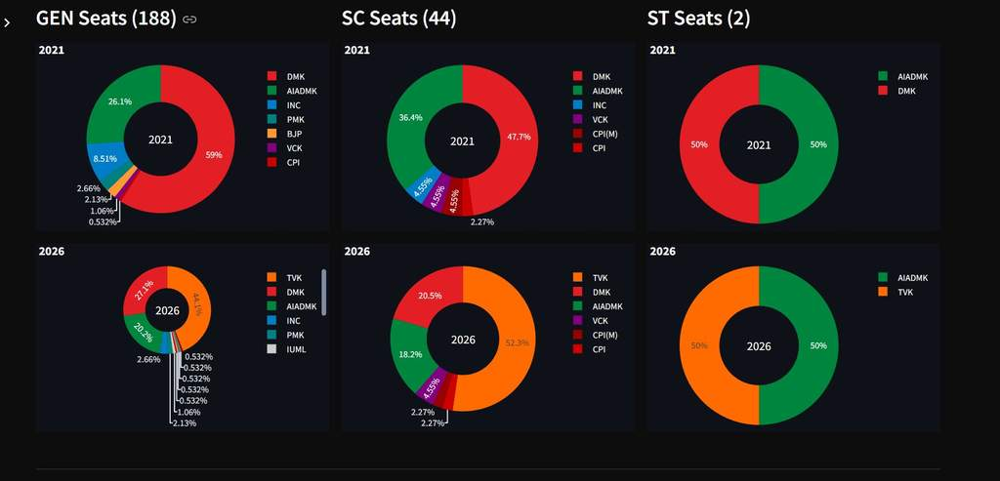 GEN Seats (188)
SC Seats (44)
ST Seats (2)
2021
DMK
AIADMK
INC
PMK
BJP
VCK
CPI
26.1%
8.51%
59%
2021
2.66%
2.13%
1.06%
0.532%
2021
DMK
AIADMK
INC
VCK
CPI(M)
CPI
36.4%
47.7%
2021
4.55%
4.55%
4.55%
2.27%
2021
AIADMK
DMK
50%
2021
50%
2026
TVK
DMK
AIADMK
INC
PMK
IUML
27.1%
44.1%
2026
20.2%
2.66%
0.532%
0.532%
0.532%
0.532%
0.532%
1.06%
2.13%
2026
TVK
DMK
AIADMK
VCK
CPI(M)
CPI
20.5%
2026
52.3%
18.2%
4.55%
2.27%
2.27%
2026
AIADMK
TVK
50%
2026
50%